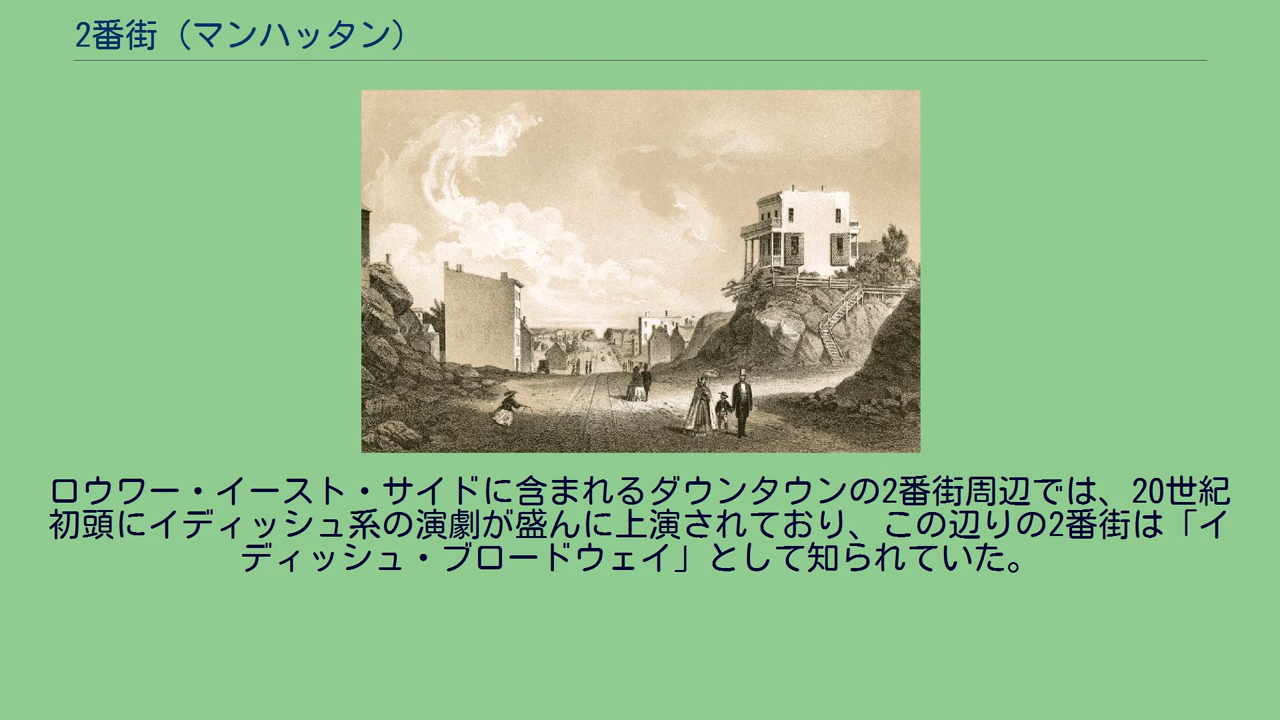 2番街（マンハッタン）
ロウワー・イースト・サイドに含まれるダウンタウンの2番街周辺では、20世紀
初頭にイディッシュ系の演劇が盛んに上演されており、この辺りの2番街は「イ
ディッシュ・ブロードウェイ」として知られていた。